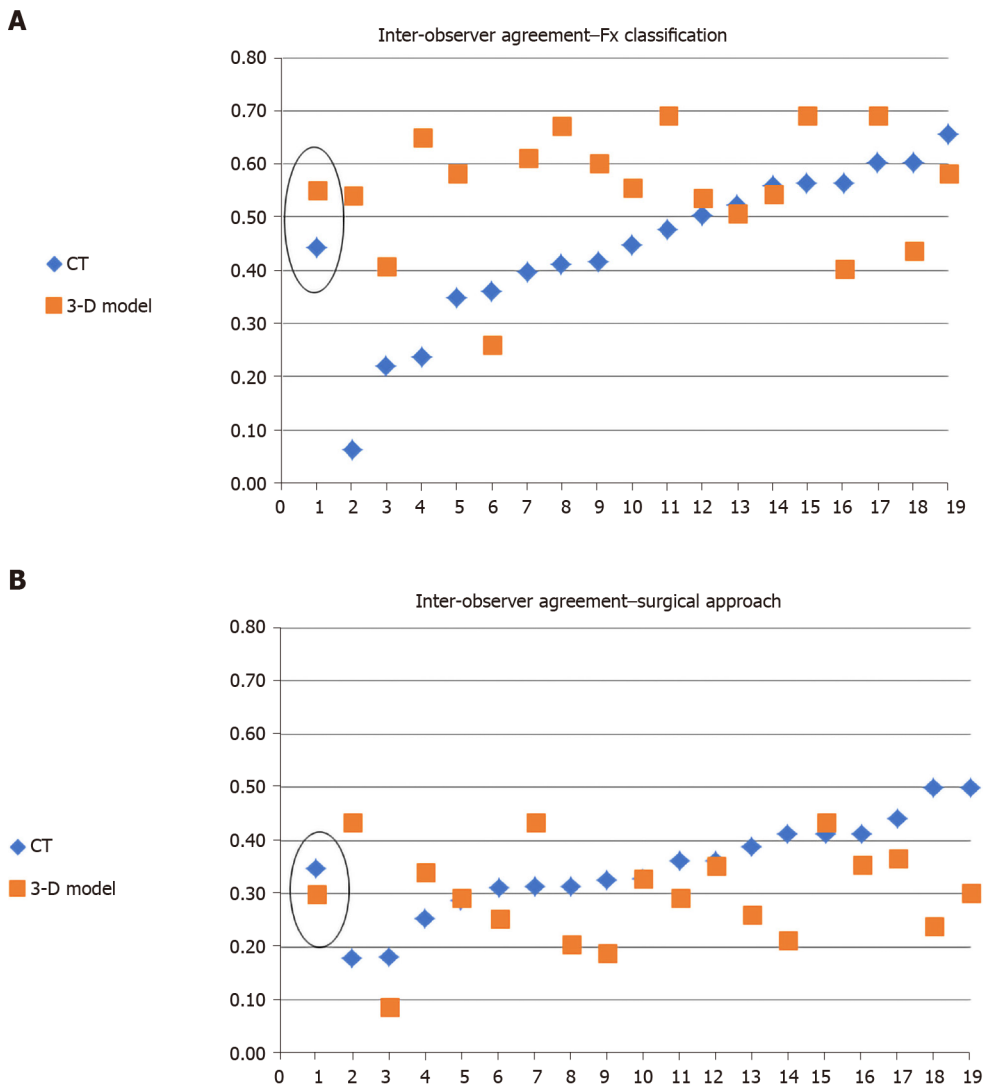 A
Inter-observer agreement–Fx classification
0.80
0.70
0.60
0.50
0.40
0.30
0.20
0.10
0.00
CT
3-D model
0 1 2 3 4 5 6 7 8 9 10 11 12 13 14 15 16 17 18 19
B
Inter-observer agreement–surgical approach
0.80
0.70
0.60
0.50
0.40
0.30
0.20
0.10
0.00
CT
3-D model
0 1 2 3 4 5 6 7 8 9 10 11 12 13 14 15 16 17 18 19